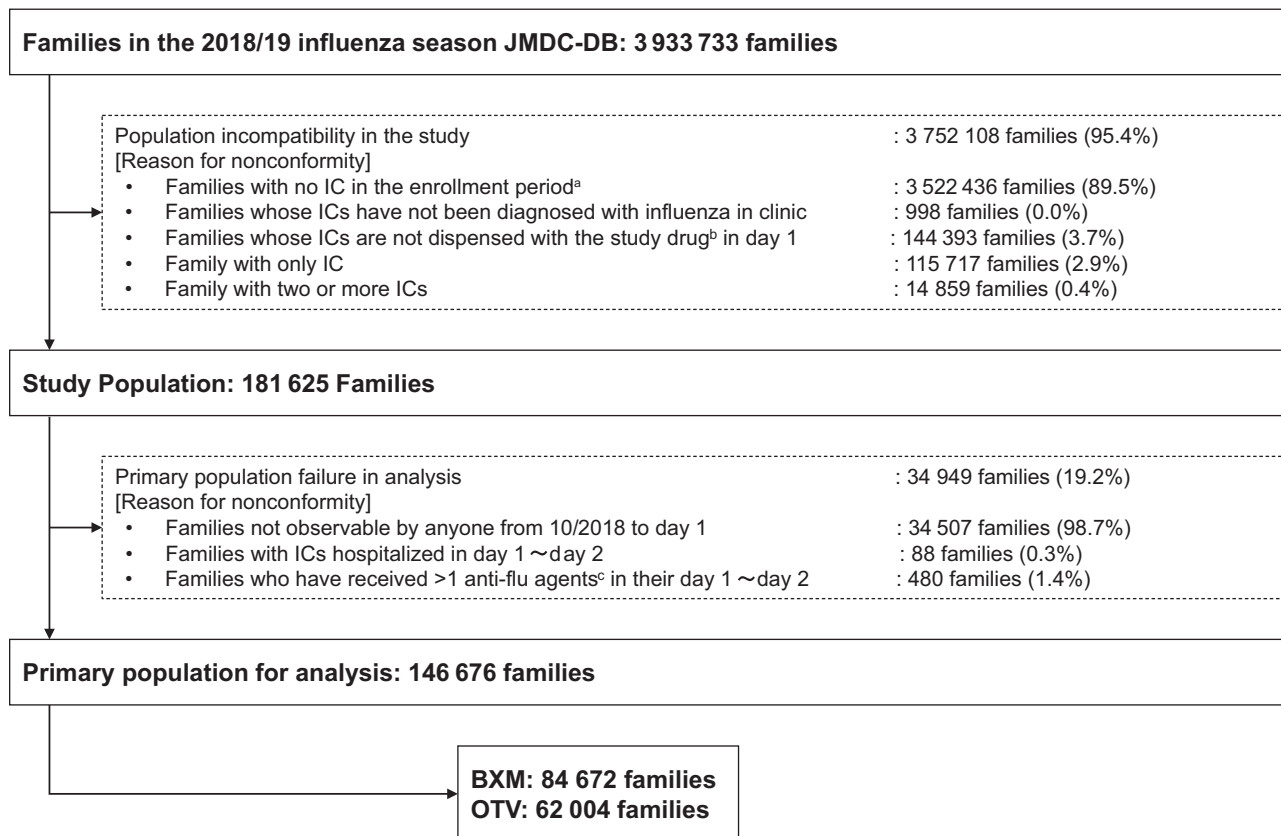 Families in the 2018/19 influenza season JMDC-DB: 3 933 733 families
Population incompatibility in the study : 3 752 108 families (95.4%)
[Reason for nonconformity]
• Families with no IC in the enrollment periodᵃ : 3 522 436 families (89.5%)
• Families whose ICs have not been diagnosed with influenza in clinic : 998 families (0.0%)
• Families whose ICs are not dispensed with the study drugᵇ in day 1 : 144 393 families (3.7%)
• Family with only IC : 115 717 families (2.9%)
• Family with two or more ICs : 14 859 families (0.4%)
Study Population: 181 625 Families
Primary population failure in analysis : 34 949 families (19.2%)
[Reason for nonconformity]
• Families not observable by anyone from 10/2018 to day 1 : 34 507 families (98.7%)
• Families with ICs hospitalized in day 1～day 2 : 88 families (0.3%)
• Families who have received >1 anti-flu agentsᶜ in their day 1～day 2 : 480 families (1.4%)
Primary population for analysis: 146 676 families
BXM: 84 672 families
OTV: 62 004 families